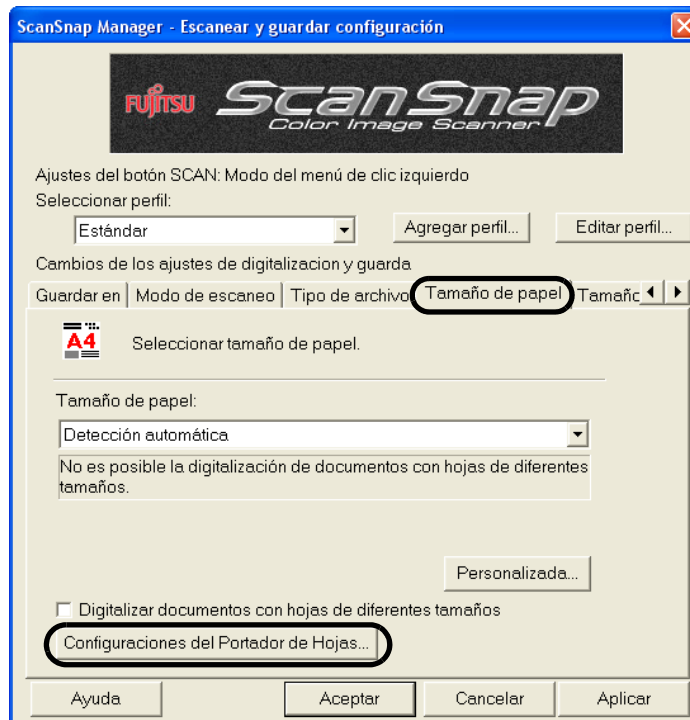 ScanSnap Manager - Escanear y guardar configuración
FUJITSU ScanSnap
Color Image Scanner
Ajustes del botón SCAN: Modo del menú de clic izquierdo
Seleccionar perfil:
Estándar Agregar perfil... Editar perfil...
Cambios de los ajustes de digitalizacion y guarda
Guardar en Modo de escaneo Tipo de archivo Tamaño de papel Tamaño
A4 Seleccionar tamaño de papel.
Tamaño de papel:
Detección automática
No es posible la digitalización de documentos con hojas de diferentes
tamaños.
Personalizada...
Digitalizar documentos con hojas de diferentes tamaños
Configuraciones del Portador de Hojas...
Ayuda Aceptar Cancelar Aplicar